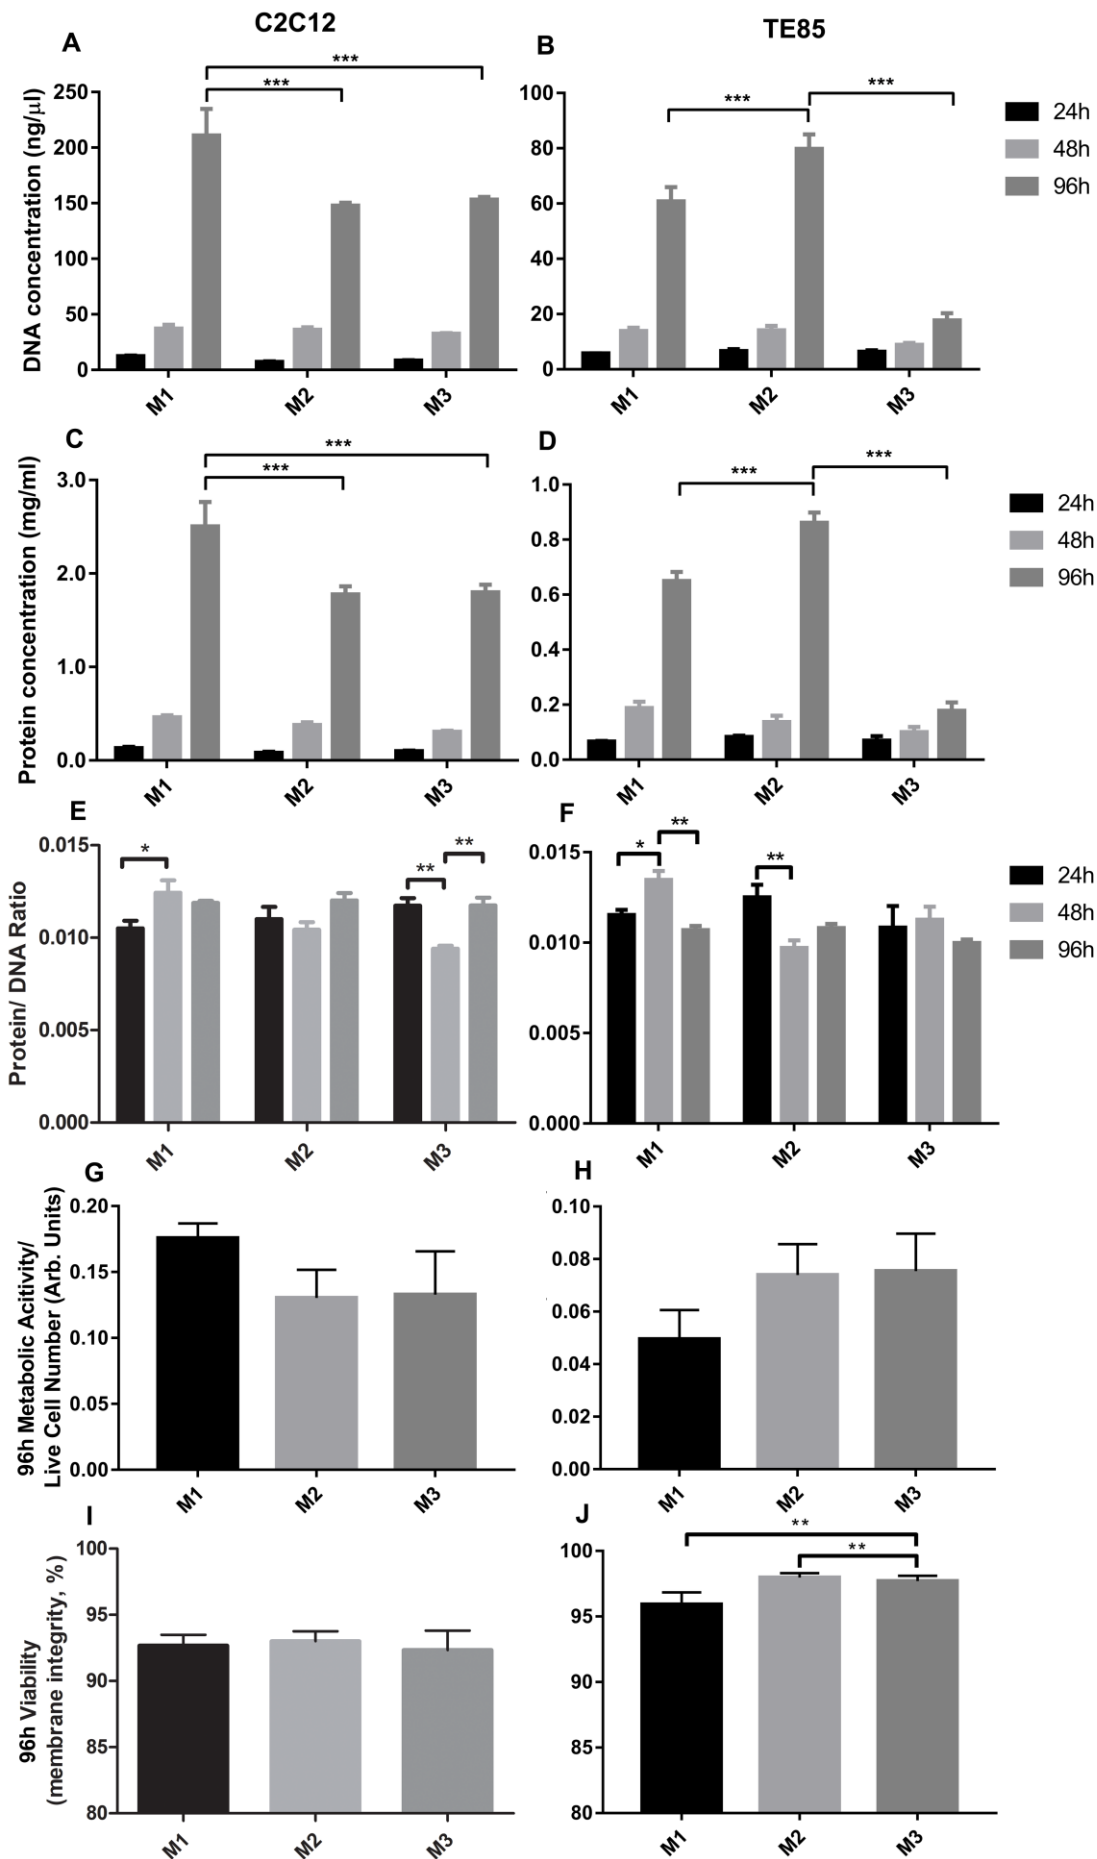 C2C12
TE85
A
B
DNA concentration (ng/μl)
250
200
150
100
50
0
***
***
M1
M2
M3
100
80
60
40
20
0
***
***
M1
M2
M3
24h
48h
96h
C
D
Protein concentration (mg/ml)
3.0
2.0
1.0
0.0
***
***
M1
M2
M3
1.0
0.8
0.6
0.4
0.2
0.0
***
***
M1
M2
M3
24h
48h
96h
E
F
Protein/ DNA Ratio
0.015
0.010
0.005
0.000
*
**
**
M1
M2
M3
0.015
0.010
0.005
0.000
*
**
**
M1
M2
M3
24h
48h
96h
G
H
96h Metabolic Acitivity/
Live Cell Number (Arb. Units)
0.20
0.15
0.10
0.05
0.00
M1
M2
M3
0.10
0.08
0.06
0.04
0.02
0.00
M1
M2
M3
I
J
96h Viability
(membrane integrity, %)
100
95
90
85
80
M1
M2
M3
**
**
100
95
90
85
80
M1
M2
M3